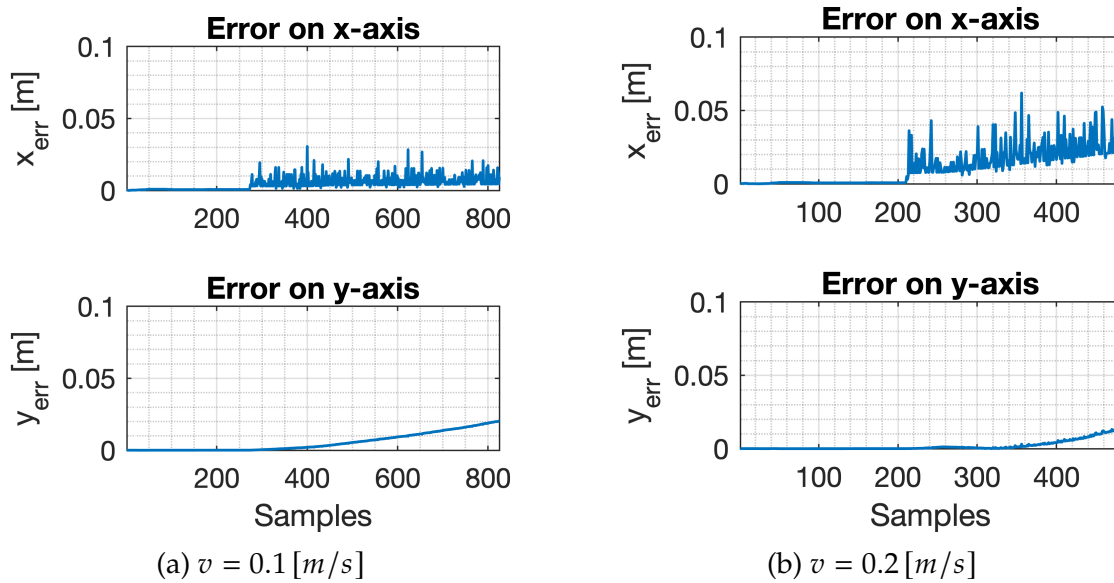 Error on x-axis
0.1
0.05
0
x_err [m]
200 400 600 800
Error on y-axis
0.1
0.05
0
y_err [m]
200 400 600 800
Samples
(a) v = 0.1 [m/s]
Error on x-axis
0.1
0.05
0
x_err [m]
100 200 300 400
Error on y-axis
0.1
0.05
0
y_err [m]
100 200 300 400
Samples
(b) v = 0.2 [m/s]